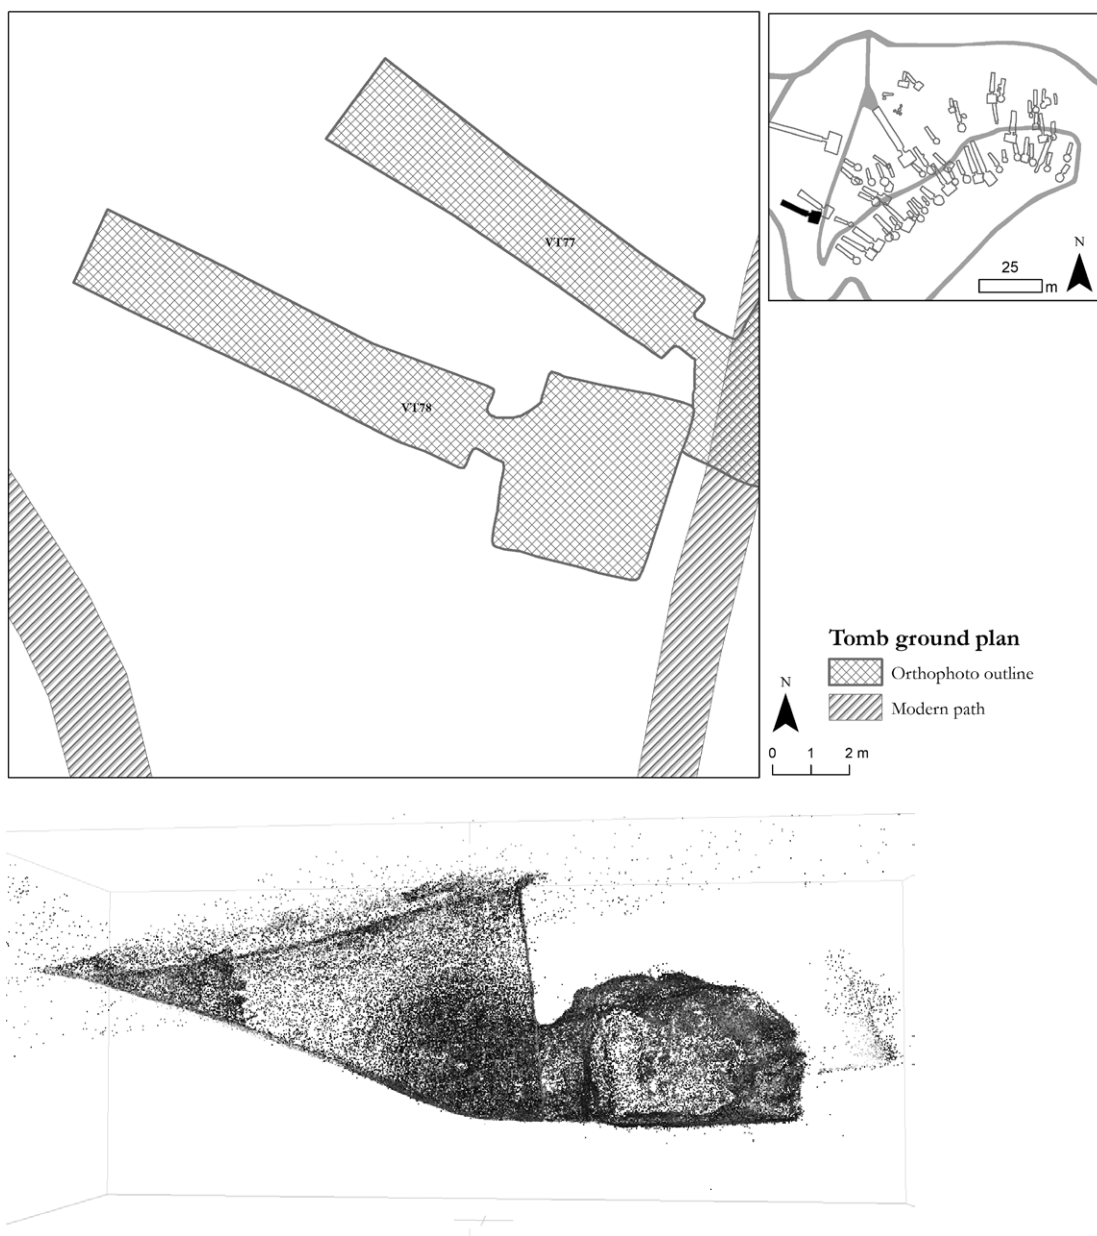 VT77
VT78
N
25
m
Tomb ground plan
Orthophoto outline
Modern path
N
0 1 2 m